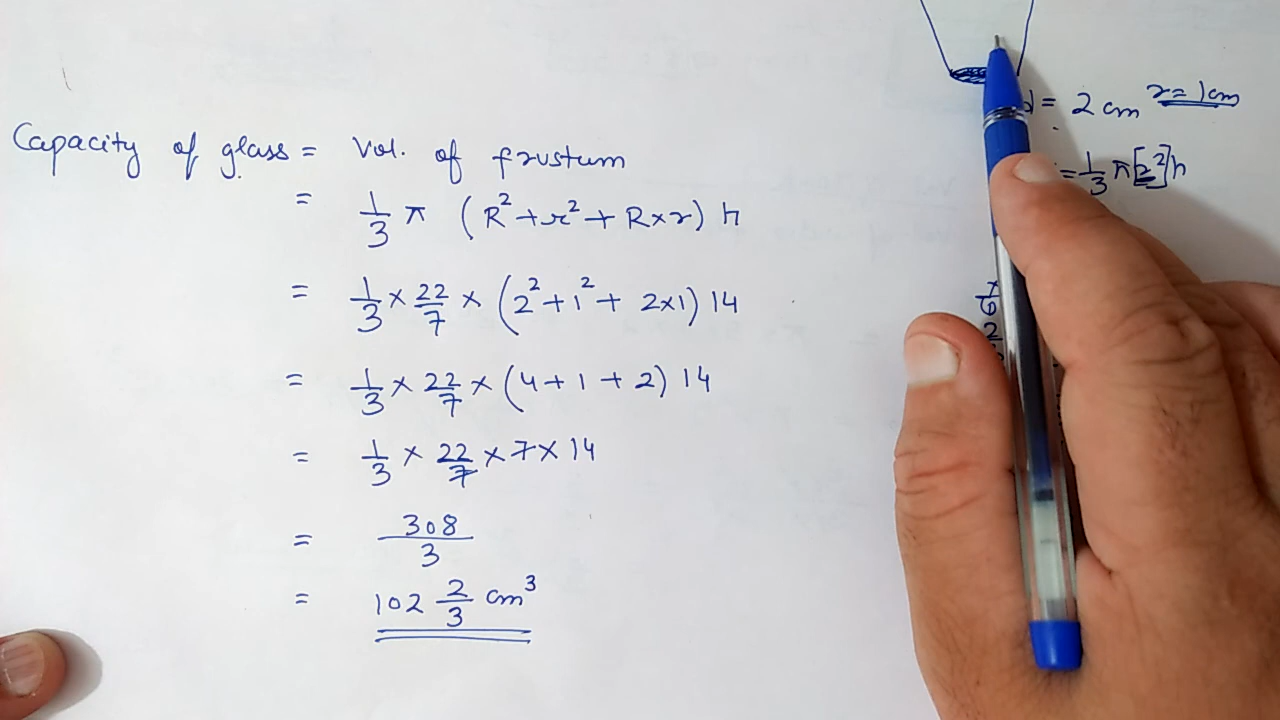 d = 2 cm r = 1 cm
= 1/3 π [2²] h
Capacity of glass = Vol. of frustum
= 1/3 π (R² + r² + R × r) h
= 1/3 × 22/7 × (2² + 1² + 2×1) 14
= 1/3 × 22/7 × (4 + 1 + 2) 14
= 1/3 × 22/7 × 7 × 14
= 308/3
= 102 2/3 cm³